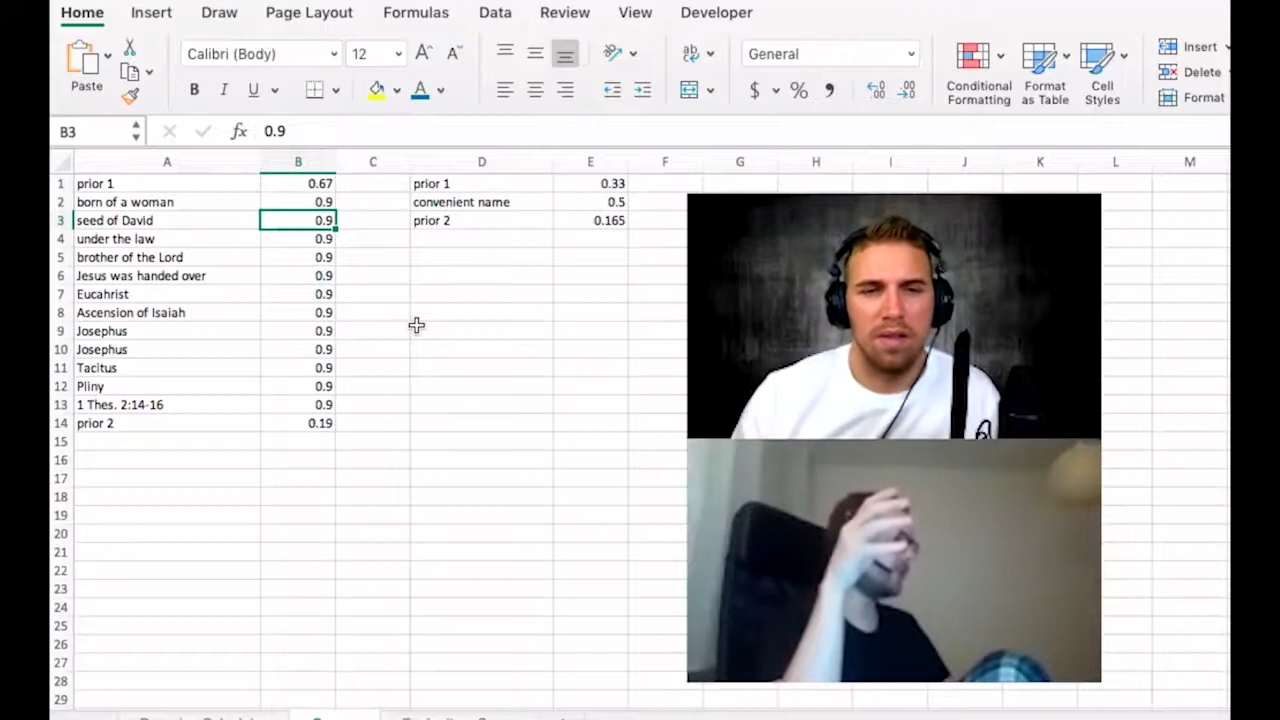 Home Insert Draw Page Layout Formulas Data Review View Developer
Calibri (Body) 12 A A ab General Insert
Paste B I U A $ % Conditional Formatting Format as Table Cell Styles Delete Format
B3 fx 0.9
A B C D E F G H I J K L M
1 prior 1 0.67 prior 1 0.33
2 born of a woman 0.9 convenient name 0.5
3 seed of David 0.9 prior 2 0.165
4 under the law 0.9
5 brother of the Lord 0.9
6 Jesus was handed over 0.9
7 Eucahrist 0.9
8 Ascension of Isaiah 0.9
9 Josephus 0.9
10 Josephus 0.9
11 Tacitus 0.9
12 Pliny 0.9
13 1 Thes. 2:14-16 0.9
14 prior 2 0.19
15
16
17
18
19
20
21
22
23
24
25
26
27
28
29